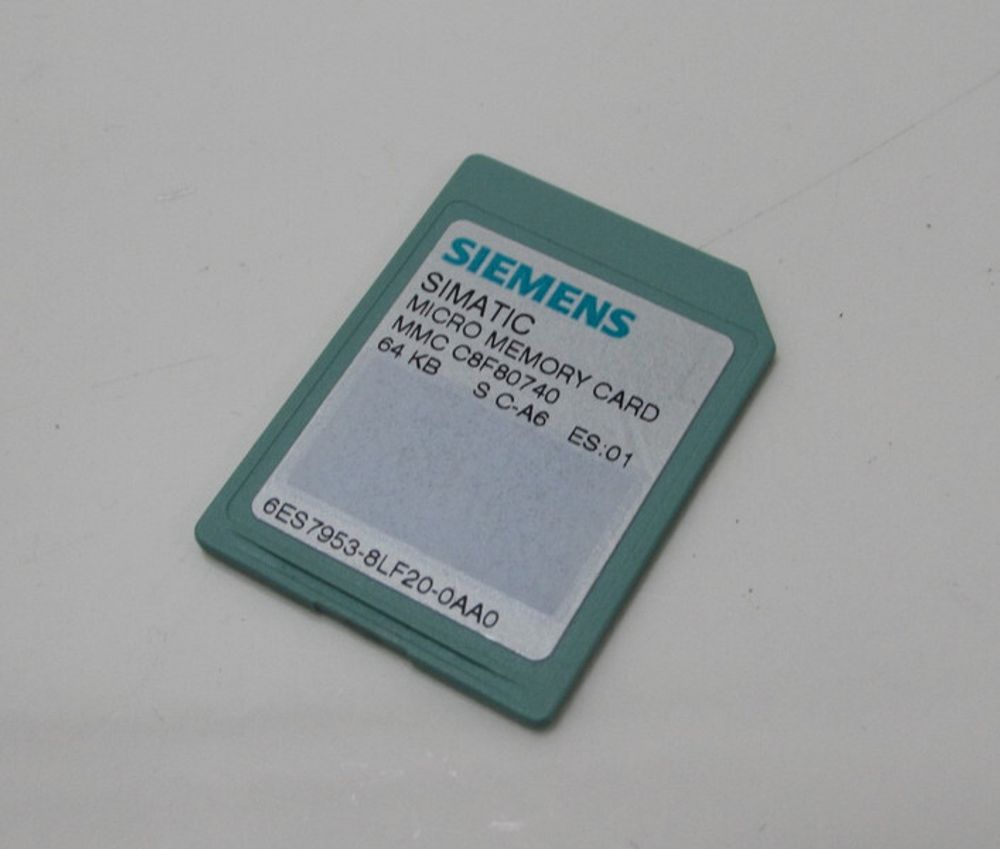 SIEMENS
SIMATIC
MICRO MEMORY CARD
MMC C8F80740
64 KB S C-A6 ES:01
6ES7953-8LF20-0AA0